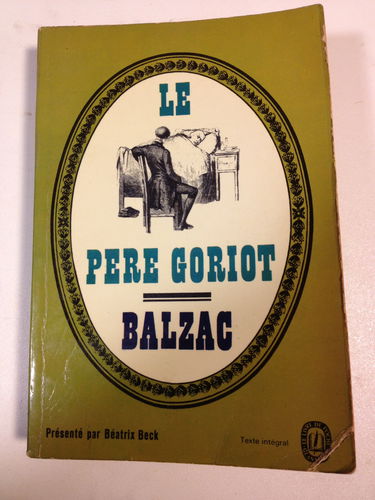 LE
PERE GORIOT
BALZAC
Présenté par Béatrix Beck
Texte intégral